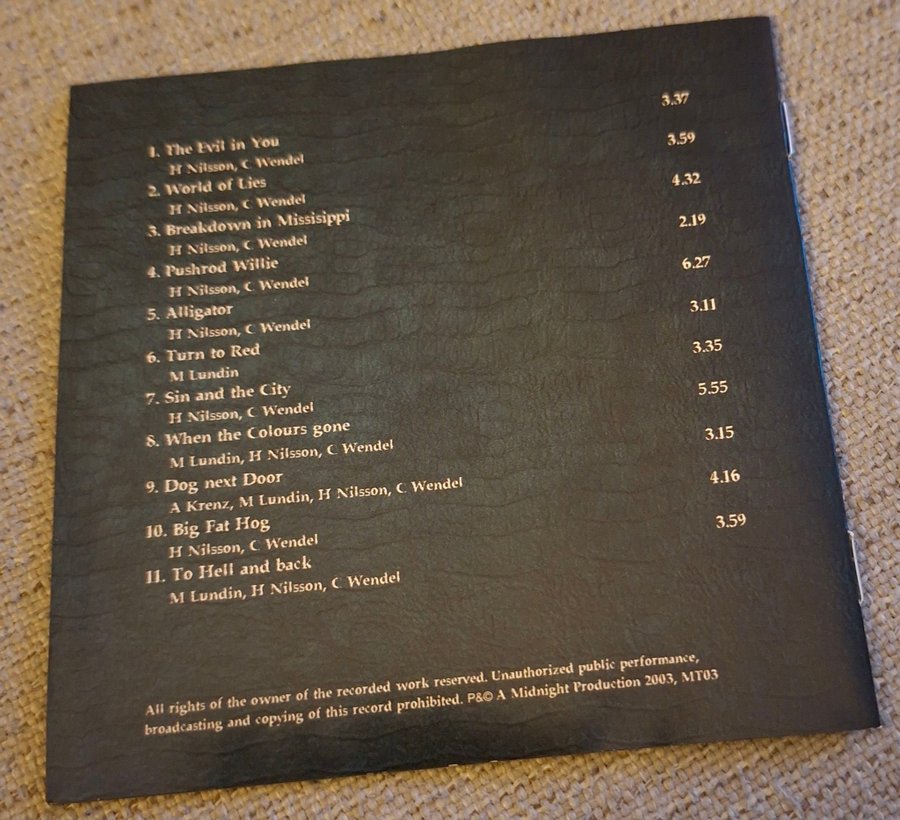 1. The Evil in You 3.37
H Nilsson, C Wendel
2. World of Lies 3.59
H Nilsson, C Wendel
3. Breakdown in Missisippi 4.32
H Nilsson, C Wendel
4. Pushrod Willie 2.19
H Nilsson, C Wendel
5. Alligator 6.27
H Nilsson, C Wendel
6. Turn to Red 3.11
M Lundin
7. Sin and the City 3.35
H Nilsson, C Wendel
8. When the Colours gone 5.55
M Lundin, H Nilsson, C Wendel
9. Dog next Door 3.15
A Krenz, M Lundin, H Nilsson, C Wendel
10. Big Fat Hog 4.16
H Nilsson, C Wendel
11. To Hell and back 3.59
M Lundin, H Nilsson, C Wendel
All rights of the owner of the recorded work reserved. Unauthorized public performance,
broadcasting and copying of this record prohibited. P&© A Midnight Production 2003, MT03